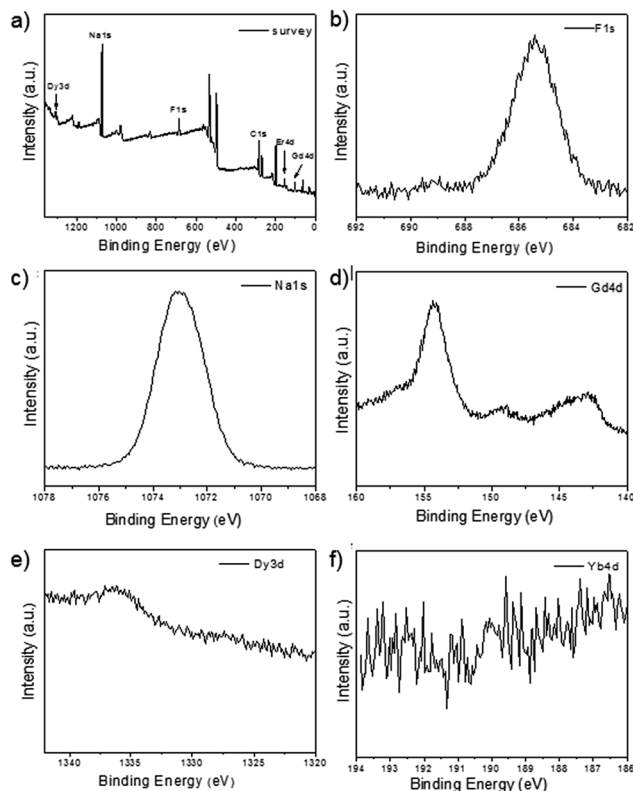 a)
survey
Na1s
Dy3d
F1s
C1s
Er4d
Gd4d
Intensity (a.u.)
1200 1000 800 600 400 200 0
Binding Energy (eV)
b)
F1s
Intensity (a.u.)
692 690 688 686 684 682
Binding Energy (eV)
c)
Na1s
Intensity (a.u.)
1078 1076 1074 1072 1070 1068
Binding Energy (eV)
d)
Gd4d
Intensity (a.u.)
160 155 150 145 140
Binding Energy (eV)
e)
Dy3d
Intensity (a.u.)
1340 1335 1330 1325 1320
Binding Energy (eV)
f)
Yb4d
Intensity (a.u.)
194 193 192 191 190 189 188 187 186
Binding Energy (eV)